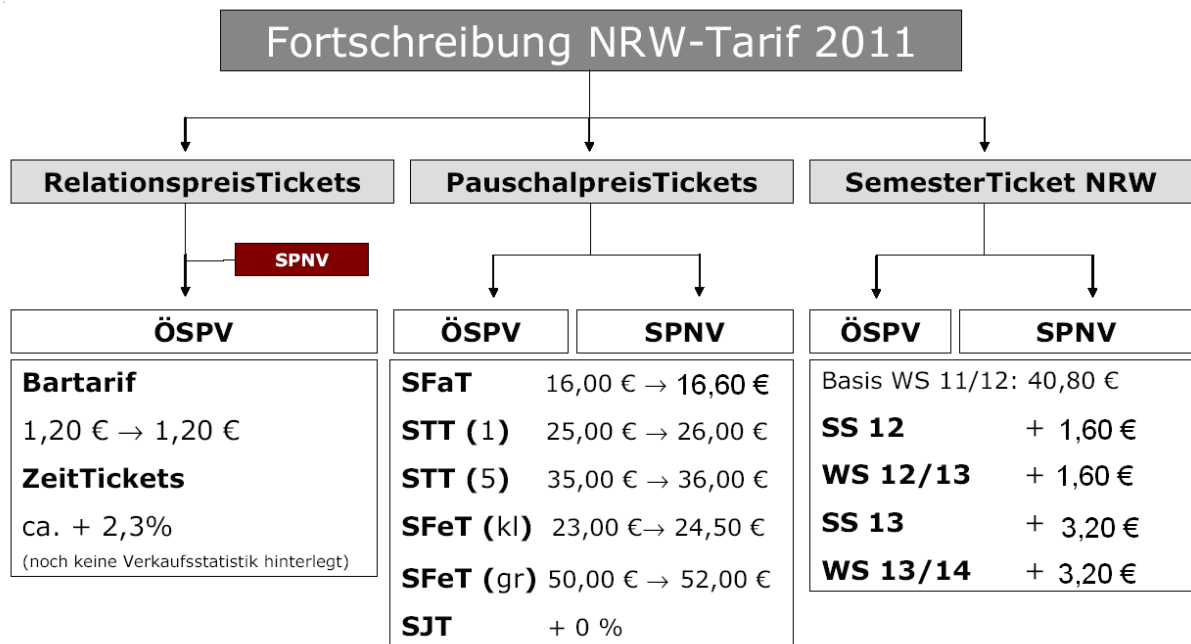 Fortschreibung NRW-Tarif 2011
RelationspreisTickets
SPNV
ÖSPV
Bartarif
1,20 € → 1,20 €
ZeitTickets
ca. + 2,3%
(noch keine Verkaufsstatistik hinterlegt)
PauschalpreisTickets
ÖSPV SPNV
SFaT 16,00 € → 16,60 €
STT (1) 25,00 € → 26,00 €
STT (5) 35,00 € → 36,00 €
SFeT (kl) 23,00 €→ 24,50 €
SFeT (gr) 50,00 € → 52,00 €
SJT + 0 %
SemesterTicket NRW
ÖSPV SPNV
Basis WS 11/12: 40,80 €
SS 12 + 1,60 €
WS 12/13 + 1,60 €
SS 13 + 3,20 €
WS 13/14 + 3,20 €